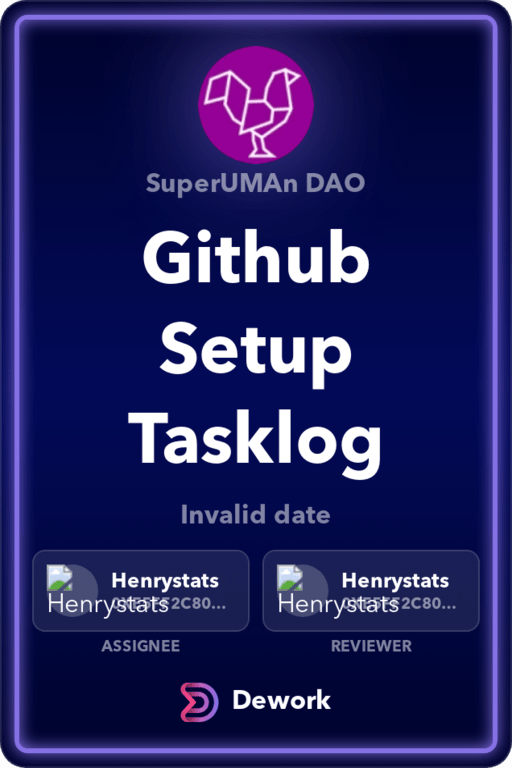 SuperUMAn DAO
Github
Setup
Tasklog
Invalid date
Henrystats
Henrystats
Henrystats
Henrystats
ASSIGNEE
REVIEWER
Dework